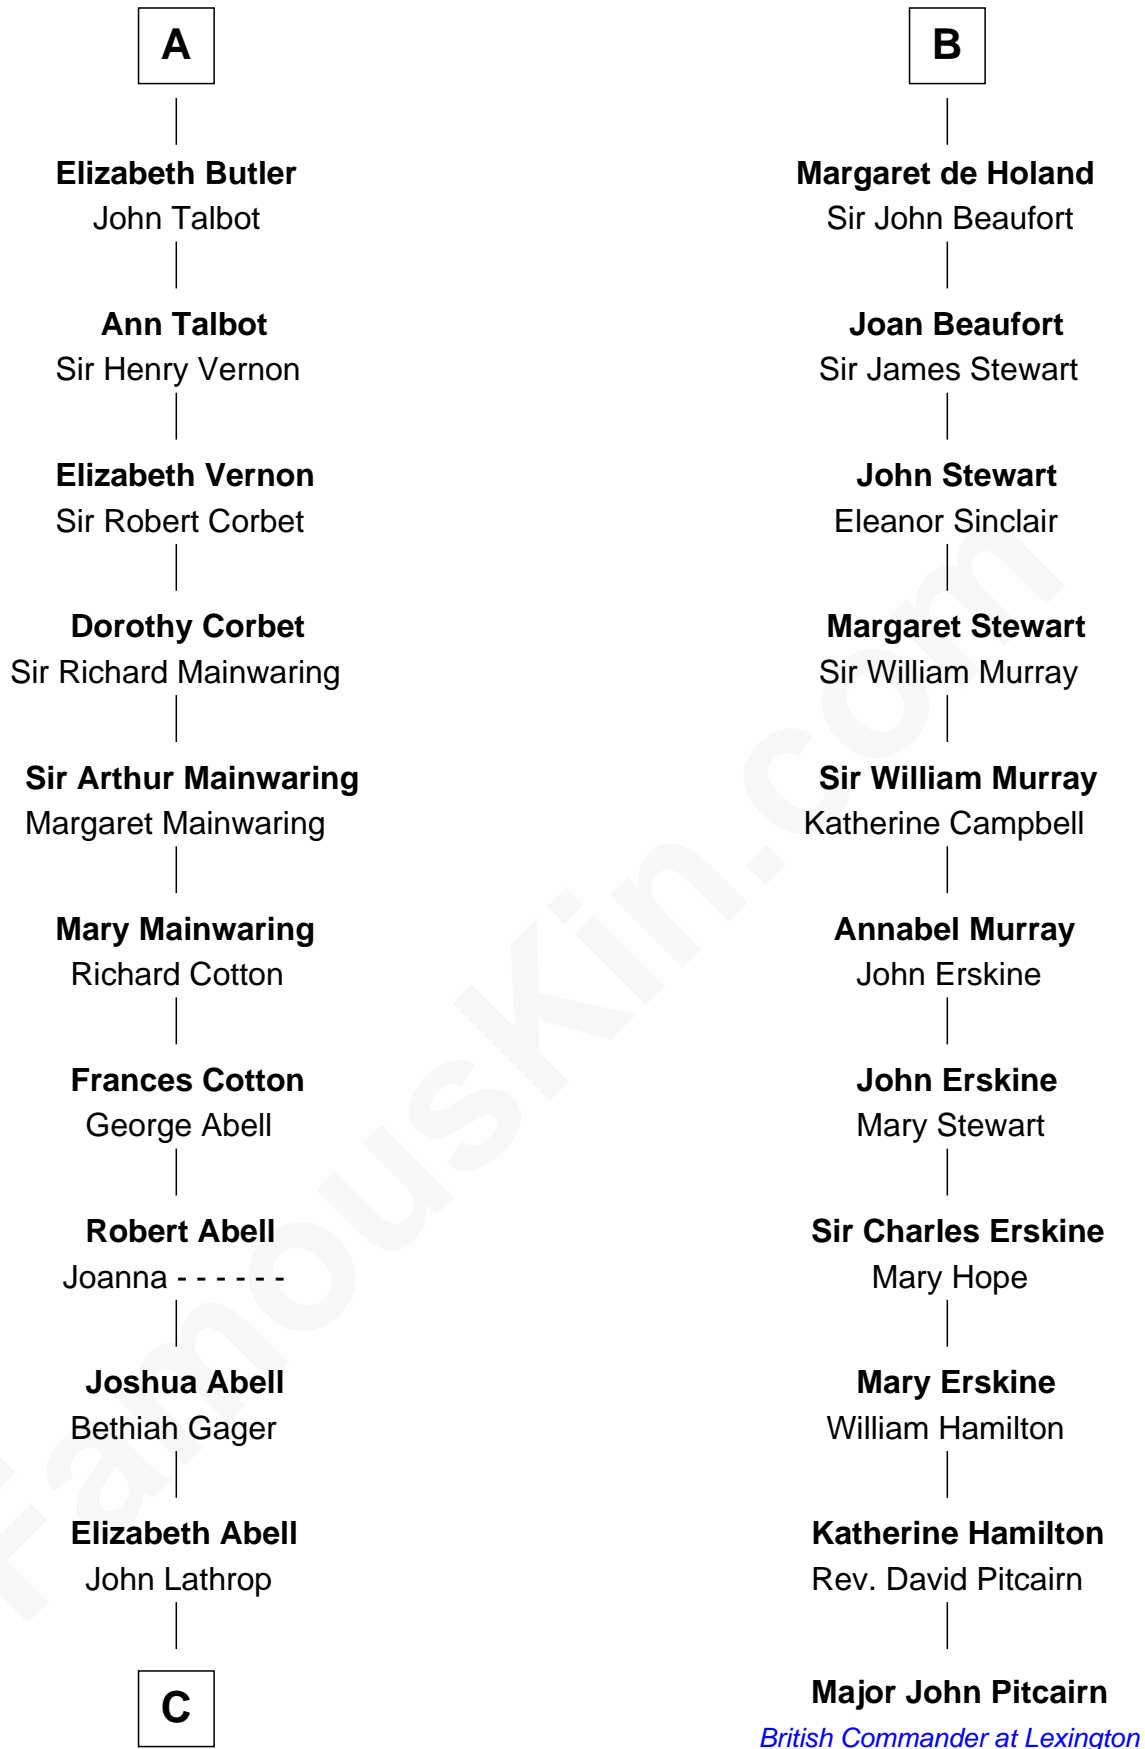 A
Elizabeth Butler
John Talbot
Ann Talbot
Sir Henry Vernon
Elizabeth Vernon
Sir Robert Corbet
Dorothy Corbet
Sir Richard Mainwaring
Sir Arthur Mainwaring
Margaret Mainwaring
Mary Mainwaring
Richard Cotton
Frances Cotton
George Abell
Robert Abell
Joanna - - - - - -
Joshua Abell
Bethiah Gager
Elizabeth Abell
John Lathrop
C
B
Margaret de Holand
Sir John Beaufort
Joan Beaufort
Sir James Stewart
John Stewart
Eleanor Sinclair
Margaret Stewart
Sir William Murray
Sir William Murray
Katherine Campbell
Annabel Murray
John Erskine
John Erskine
Mary Stewart
Sir Charles Erskine
Mary Hope
Mary Erskine
William Hamilton
Katherine Hamilton
Rev. David Pitcairn
Major John Pitcairn
British Commander at Lexington
FamousKin.com